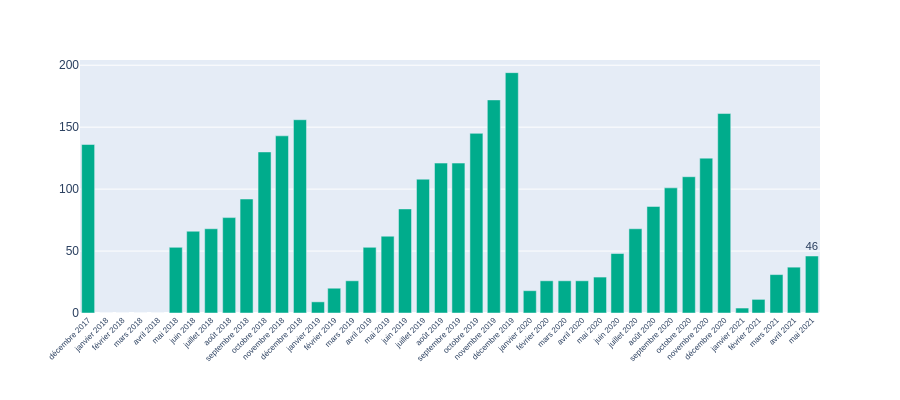 200
150
100
50
0
46
décembre 2017
janvier 2018
février 2018
mars 2018
avril 2018
mai 2018
juin 2018
juillet 2018
août 2018
septembre 2018
octobre 2018
novembre 2018
décembre 2018
janvier 2019
février 2019
mars 2019
avril 2019
mai 2019
juin 2019
juillet 2019
août 2019
septembre 2019
octobre 2019
novembre 2019
décembre 2019
janvier 2020
février 2020
mars 2020
avril 2020
mai 2020
juin 2020
juillet 2020
août 2020
septembre 2020
octobre 2020
novembre 2020
décembre 2020
janvier 2021
février 2021
mars 2021
avril 2021
mai 2021